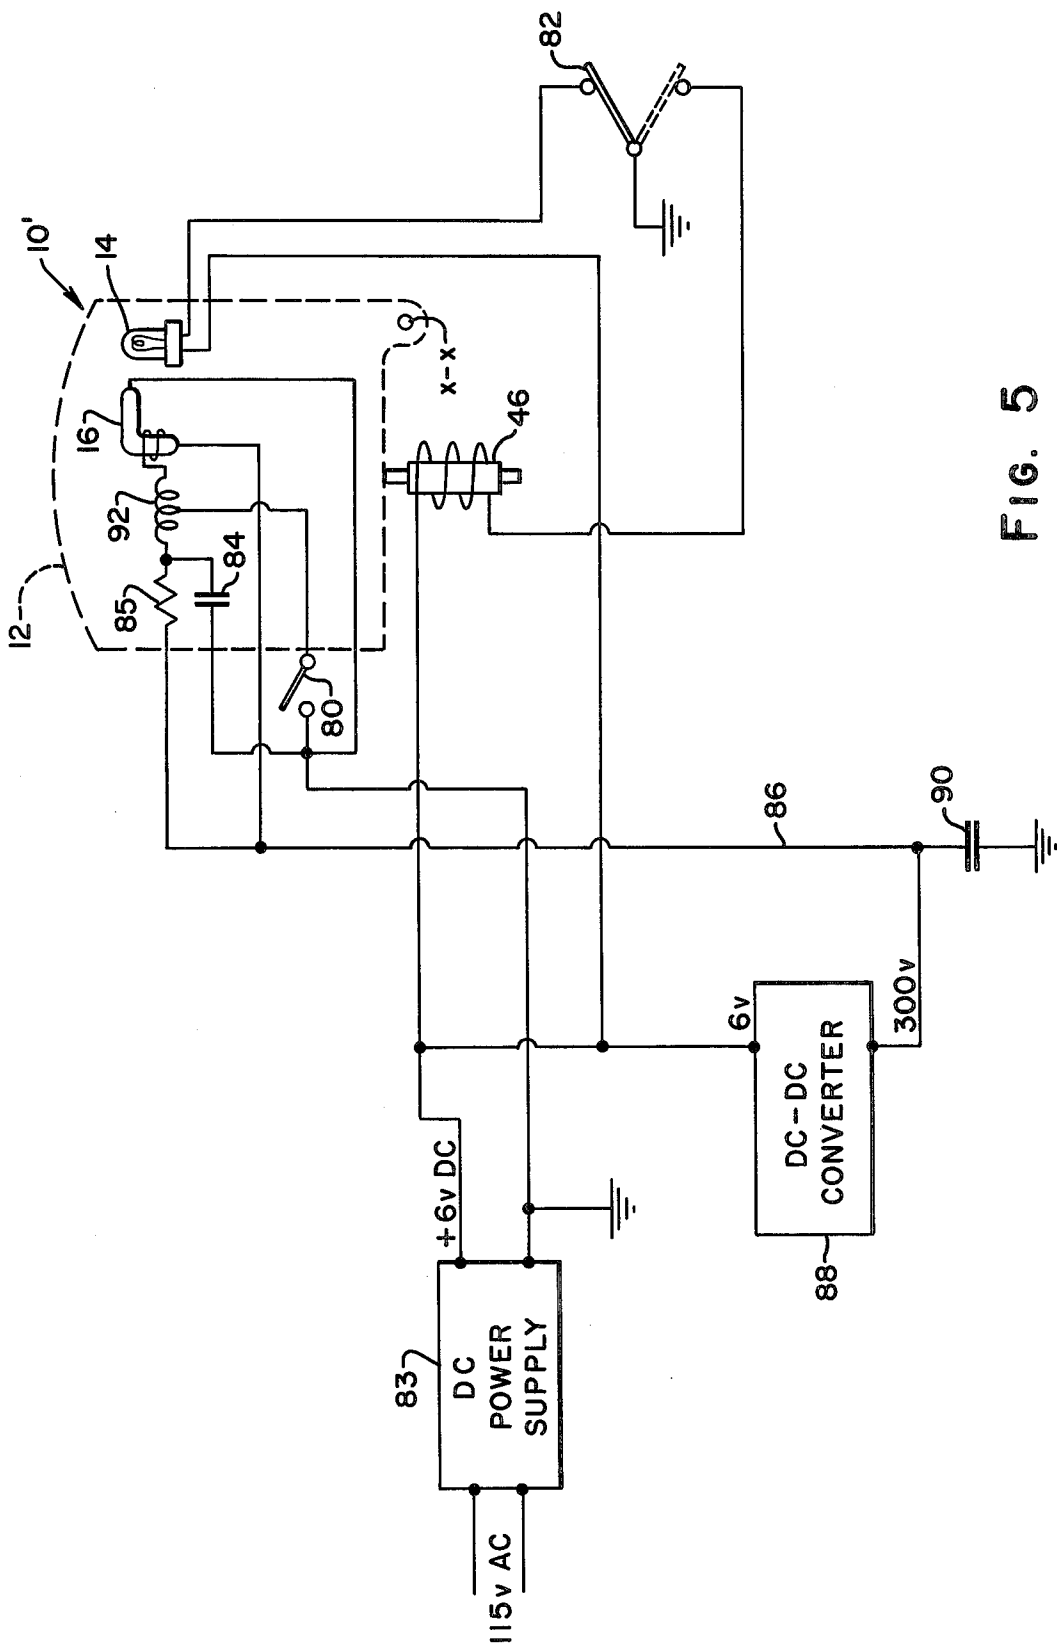 10'
12
14
16
92
85
84
80
82
X-X
46
115v AC
83
DC
POWER
SUPPLY
+6v DC
6v
DC-DC
CONVERTER
88
300v
86
90
FIG. 5